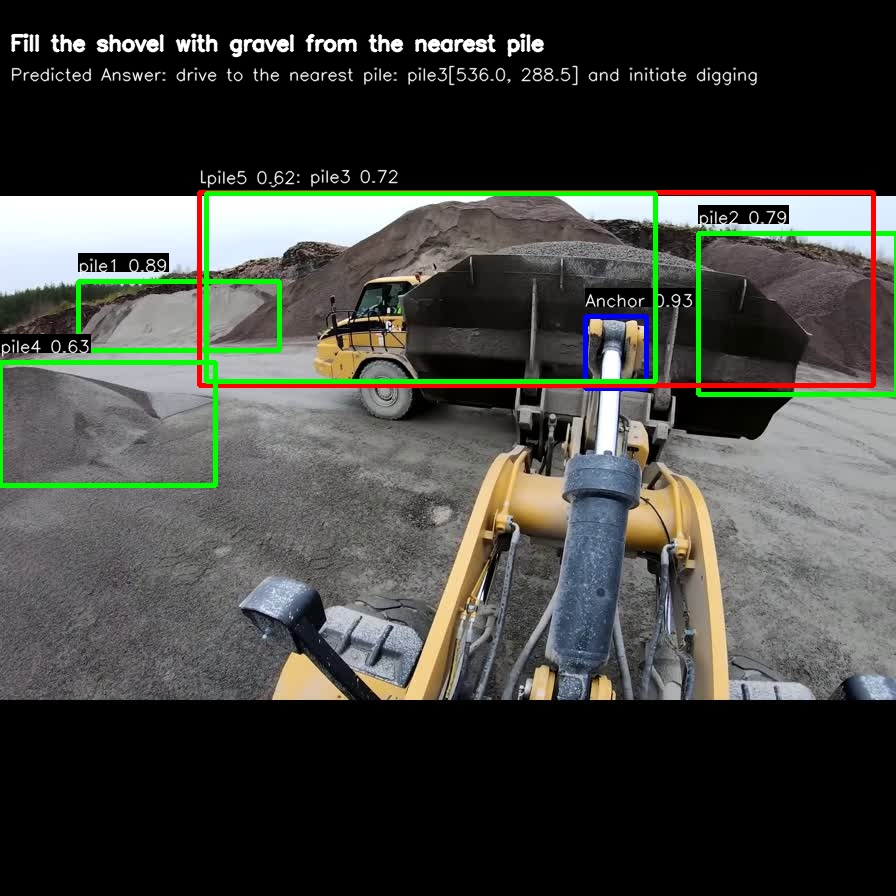 Fill the shovel with gravel from the nearest pile
Predicted Answer: drive to the nearest pile: pile3[536.0, 288.5] and initiate digging
Lpile5 0.62: pile3 0.72
pile2 0.79
pile1 0.89
Anchor 0.93
pile4 0.63